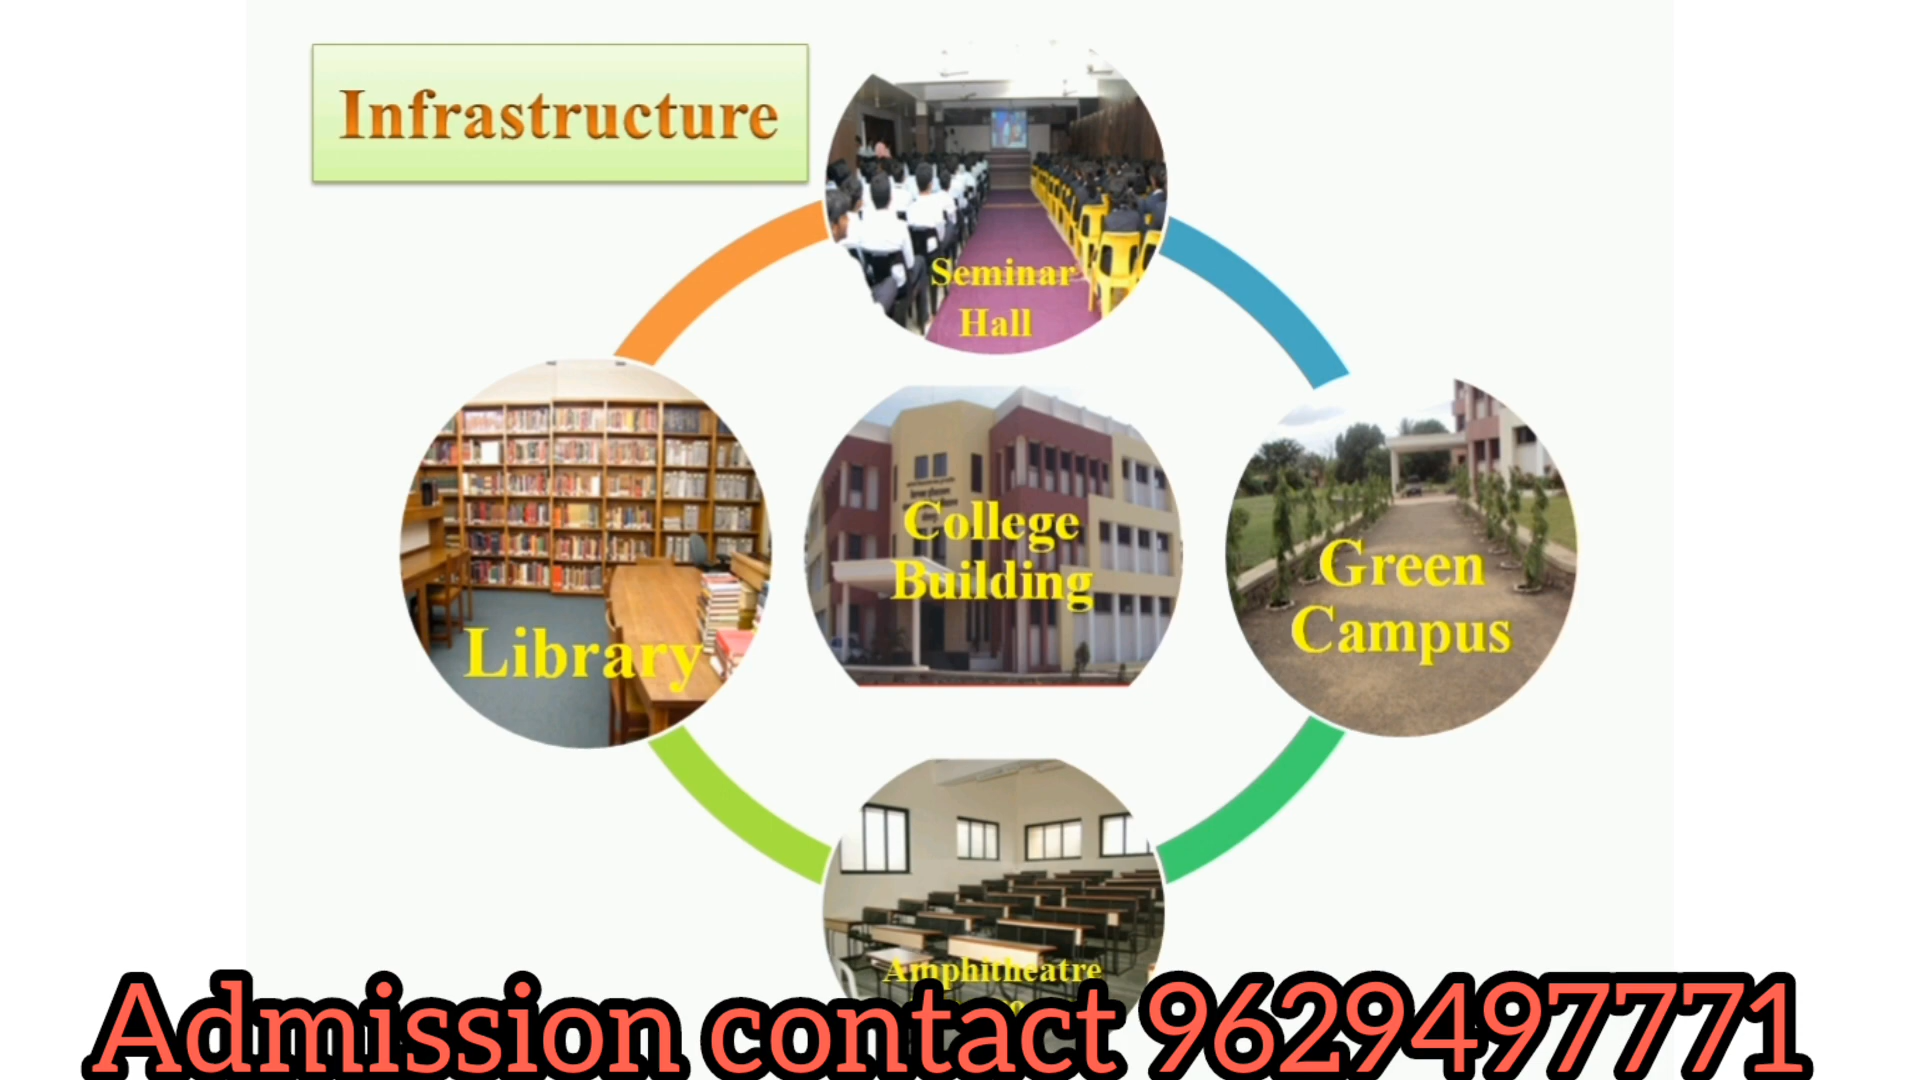 Infrastructure
Seminar
Hall
College
Building
Green
Campus
Library
Amphitheatre
Admission contact 9629497771